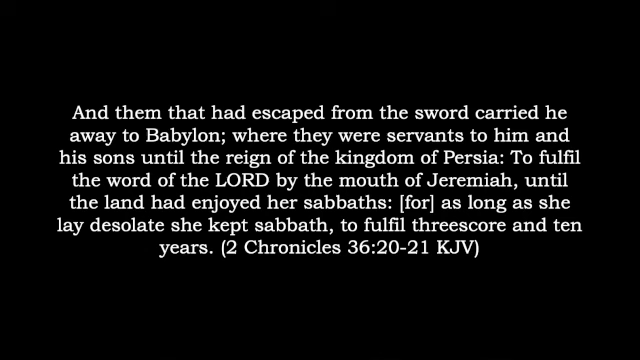 And them that had escaped from the sword carried he
away to Babylon; where they were servants to him and
his sons until the reign of the kingdom of Persia: To fulfil
the word of the LORD by the mouth of Jeremiah, until
the land had enjoyed her sabbaths: [for] as long as she
lay desolate she kept sabbath, to fulfil threescore and ten
years. (2 Chronicles 36:20-21 KJV)